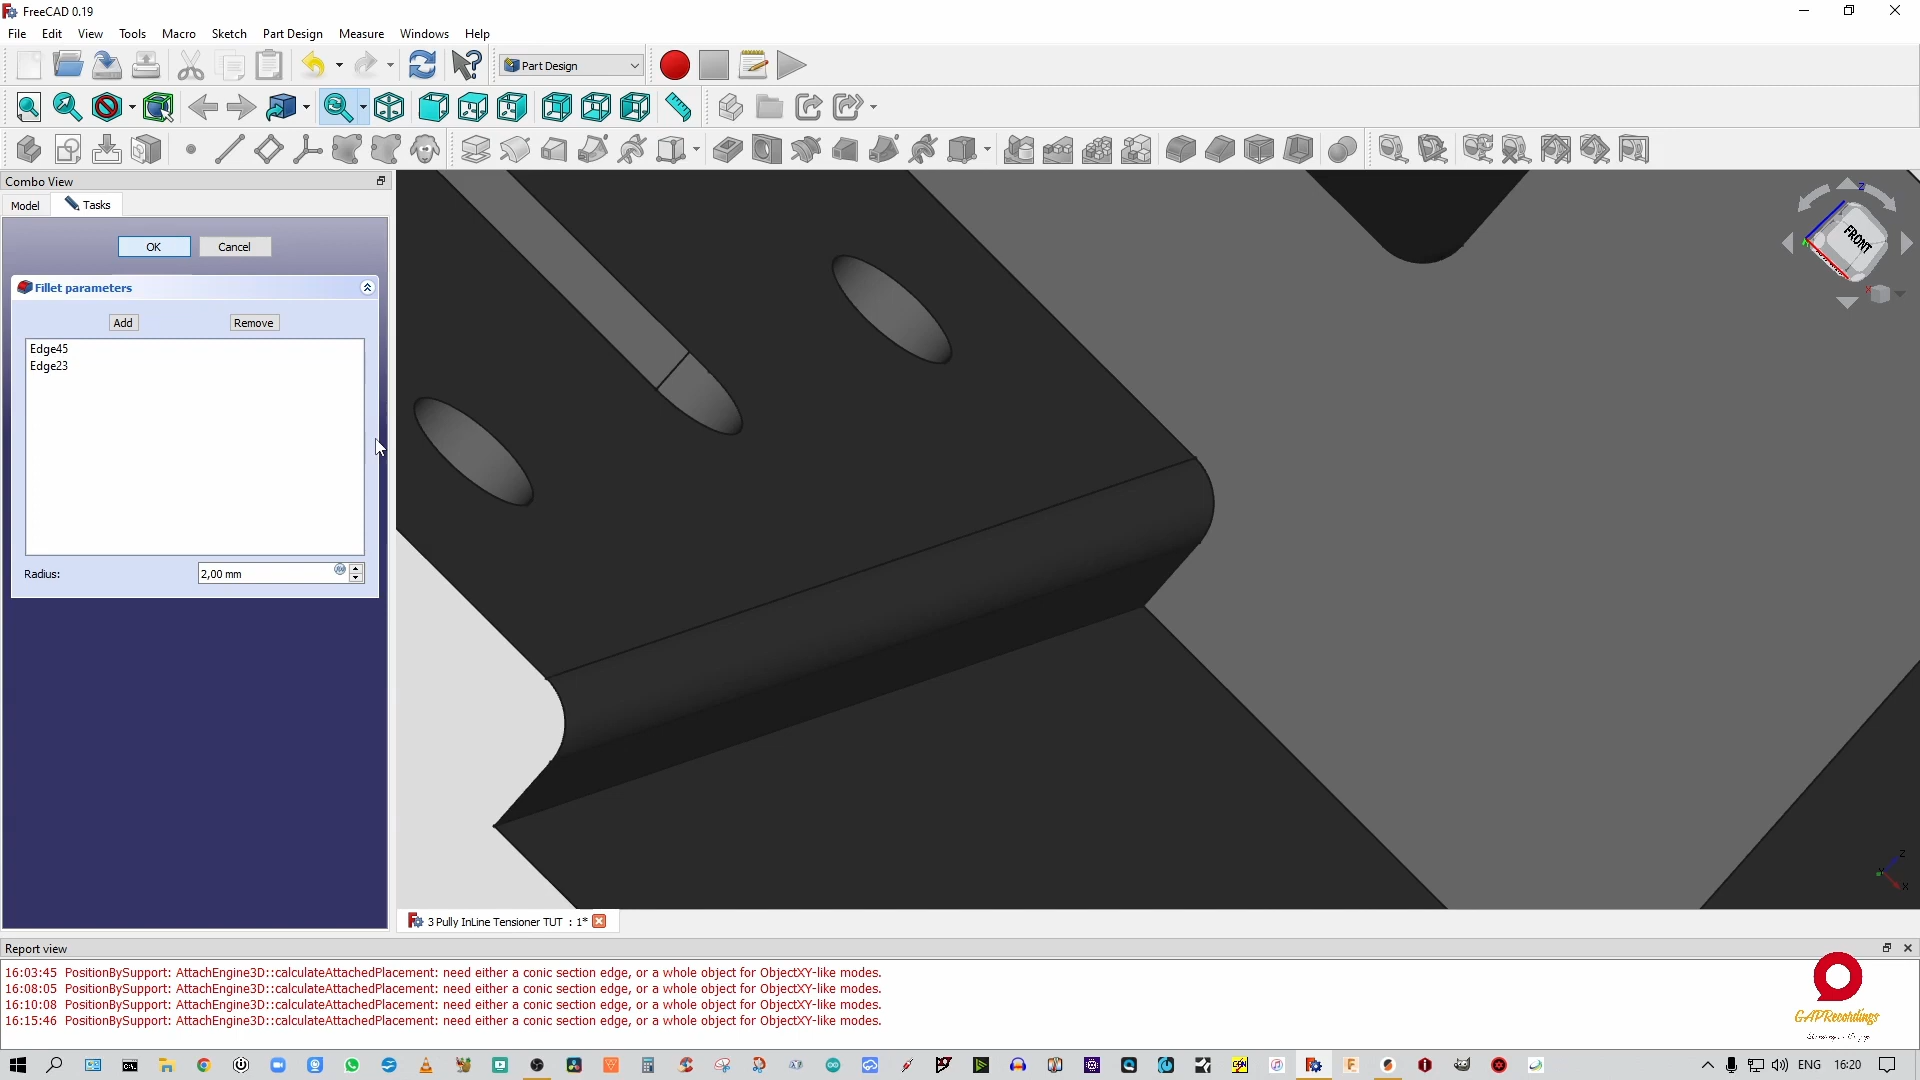 FreeCAD 0.19
File Edit View Tools Macro Sketch Part Design Measure Windows Help
Part Design
Combo View
Model Tasks
OK Cancel
Fillet parameters
Add Remove
Edge45
Edge23
Radius: 2,00 mm
Z
FRONT
X
Z
X
3 Pully InLine Tensioner TUT : 1*
Report view
16:03:45 PositionBySupport: AttachEngine3D::calculateAttachedPlacement: need either a conic section edge, or a whole object for ObjectXY-like modes.
16:08:05 PositionBySupport: AttachEngine3D::calculateAttachedPlacement: need either a conic section edge, or a whole object for ObjectXY-like modes.
16:10:08 PositionBySupport: AttachEngine3D::calculateAttachedPlacement: need either a conic section edge, or a whole object for ObjectXY-like modes.
16:15:46 PositionBySupport: AttachEngine3D::calculateAttachedPlacement: need either a conic section edge, or a whole object for ObjectXY-like modes.
GAPRecordings
ENG 16:20